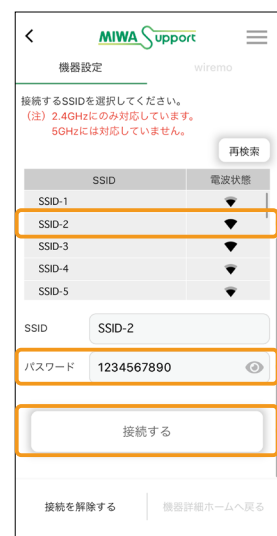 MIWA Support
機器設定 wiremo
接続するSSIDを選択してください。
(注) 2.4GHzにのみ対応しています。
5GHzには対応していません。
再検索
SSID 電波状態
SSID-1
SSID-2
SSID-3
SSID-4
SSID-5
SSID SSID-2
パスワード 1234567890
接続する
接続を解除する 機器詳細ホームへ戻る